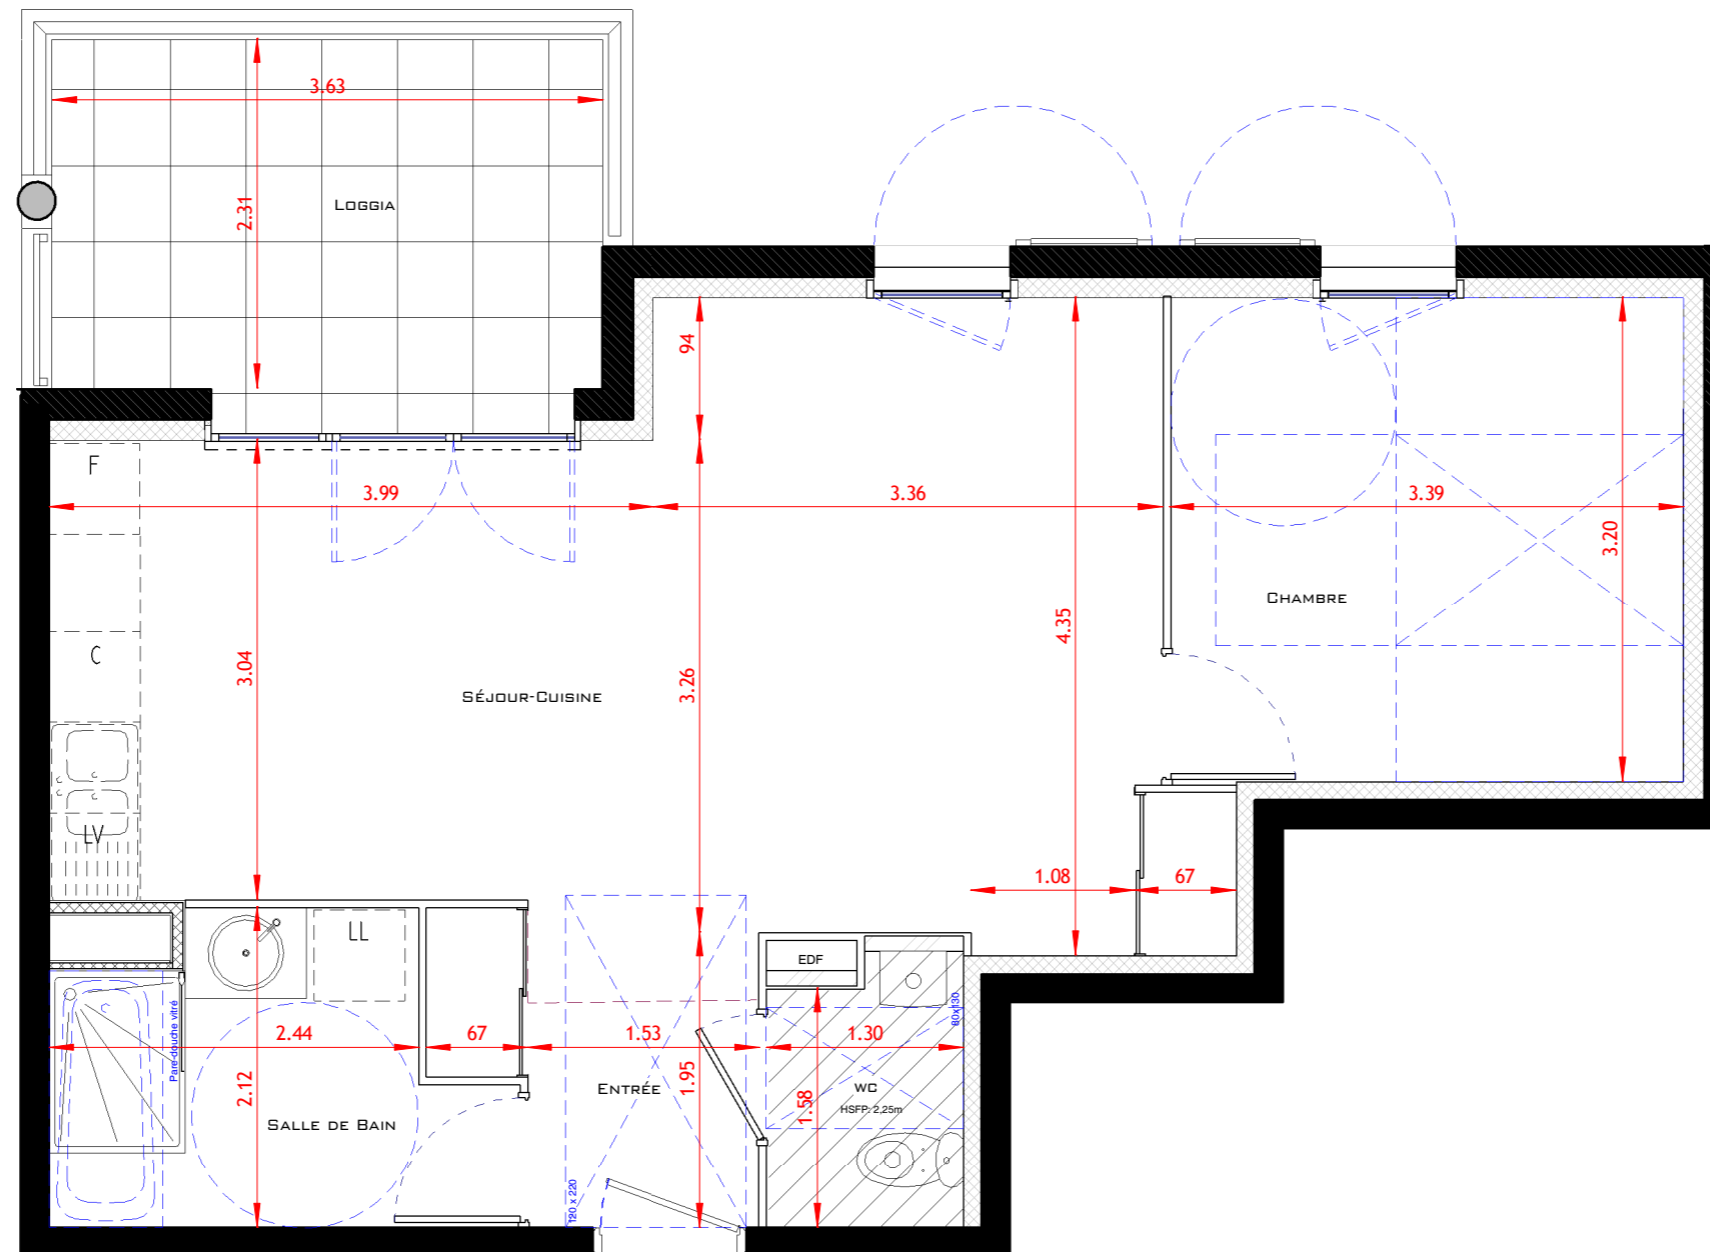 3.63
2.31
LOGGIA
94
F
3.99
3.36
3.39
3.20
C
3.04
SÉJOUR-CUISINE
3.26
4.35
CHAMBRE
LV
1.08
67
LL
EDF
Pare-douche vitré
80x130
2.44
67
1.53
1.30
2.12
ENTRÉE
1.95
WC
HSFP: 2,25m
1.58
SALLE DE BAIN
120 x 220